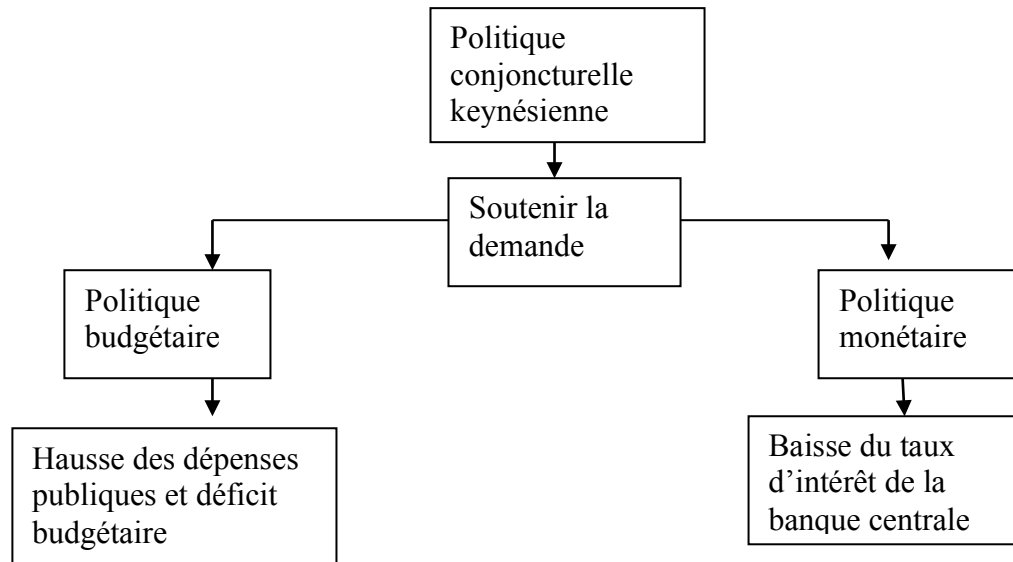 Politique
conjoncturelle
keynésienne
Soutenir la
demande
Politique
budgétaire
Politique
monétaire
Hausse des dépenses
publiques et déficit
budgétaire
Baisse du taux
d’intérêt de la
banque centrale